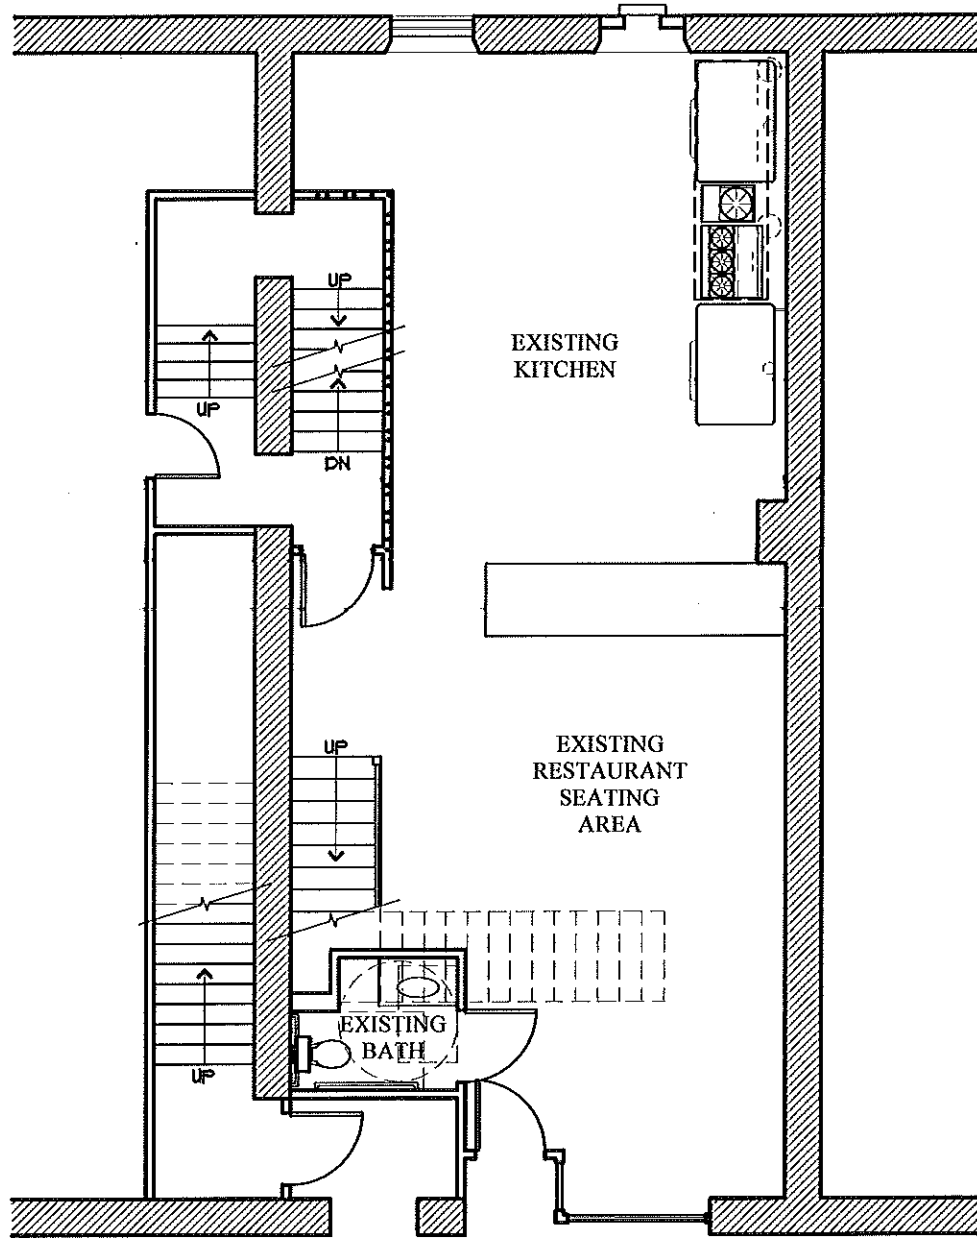 UP
EXISTING
KITCHEN
UP
DN
UP
EXISTING
RESTAURANT
SEATING
AREA
EXISTING
BATH
UP